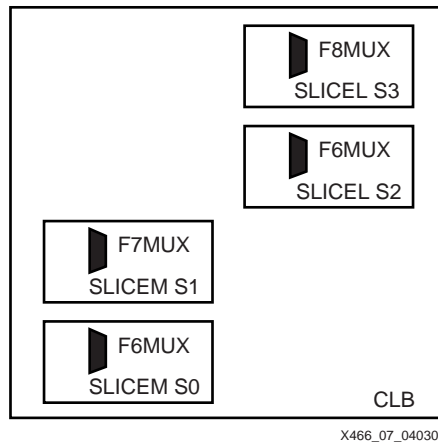 F8MUX
SLICEL S3
F6MUX
SLICEL S2
F7MUX
SLICEM S1
F6MUX
SLICEM S0
CLB
X466_07_04030